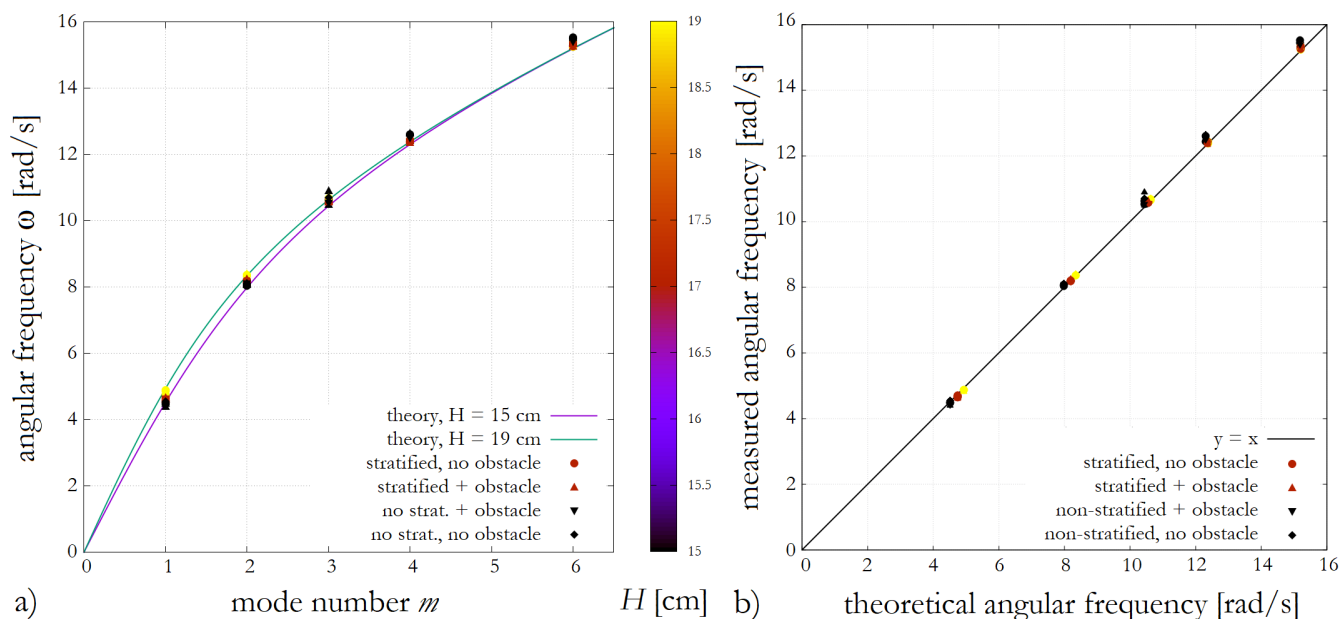 angular frequency ω [rad/s]
16
14
12
10
8
6
4
2
0
0 1 2 3 4 5 6
mode number m
a)
theory, H = 15 cm
theory, H = 19 cm
stratified, no obstacle
stratified + obstacle
no strat. + obstacle
no strat., no obstacle
19
18.5
18
17.5
17
16.5
16
15.5
15
H [cm]
measured angular frequency [rad/s]
16
14
12
10
8
6
4
2
0
0 2 4 6 8 10 12 14 16
theoretical angular frequency [rad/s]
b)
y = x
stratified, no obstacle
stratified + obstacle
non-stratified + obstacle
non-stratified, no obstacle